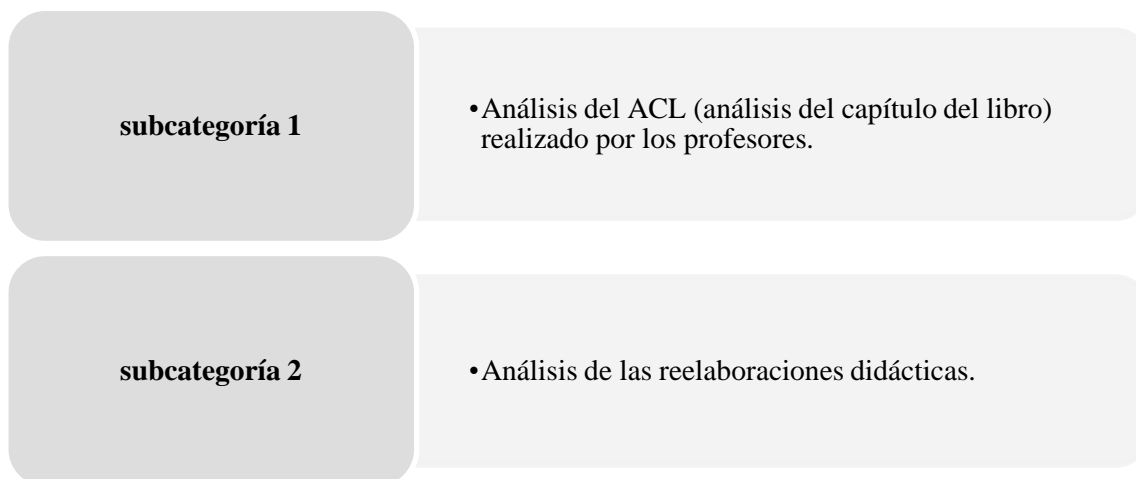 subcategoría 1
•Análisis del ACL (análisis del capítulo del libro)
realizado por los profesores.
subcategoría 2
•Análisis de las reelaboraciones didácticas.